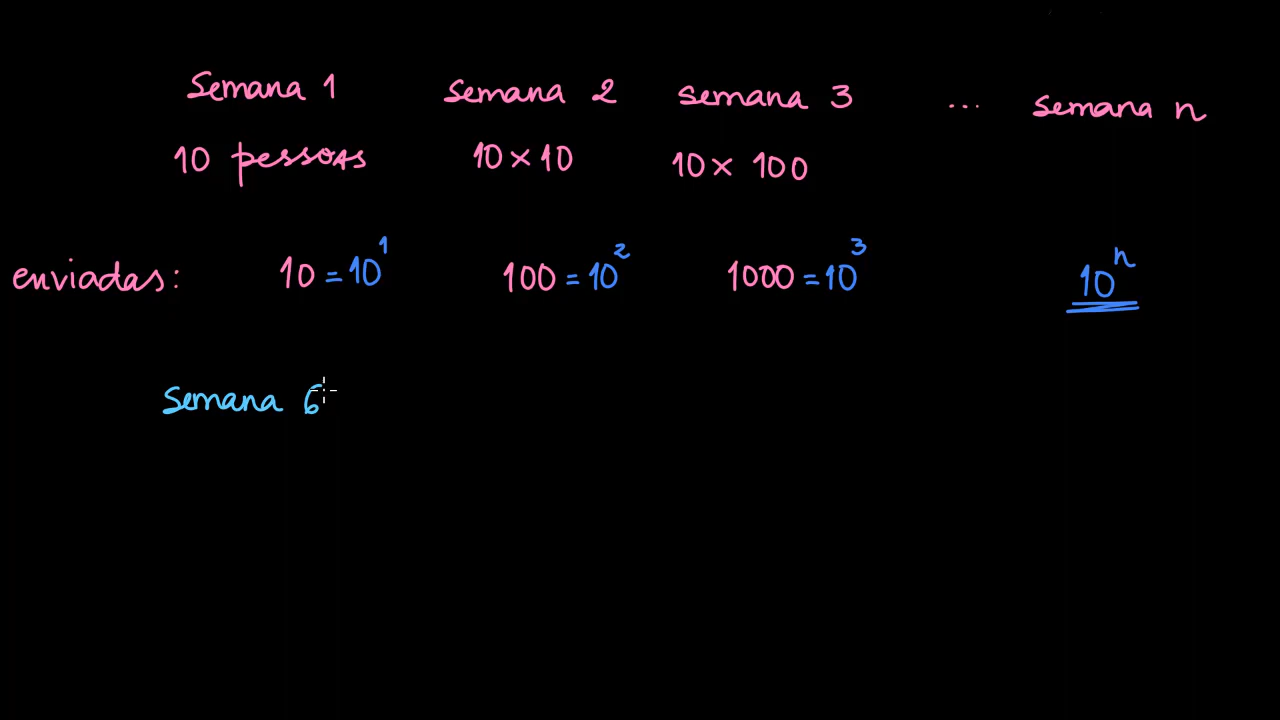 Semana 1 semana 2 semana 3 ... semana n
10 pessoas 10 × 10 10 × 100
enviadas: 10 = 10¹ 100 = 10² 1000 = 10³ 10ⁿ
Semana 6